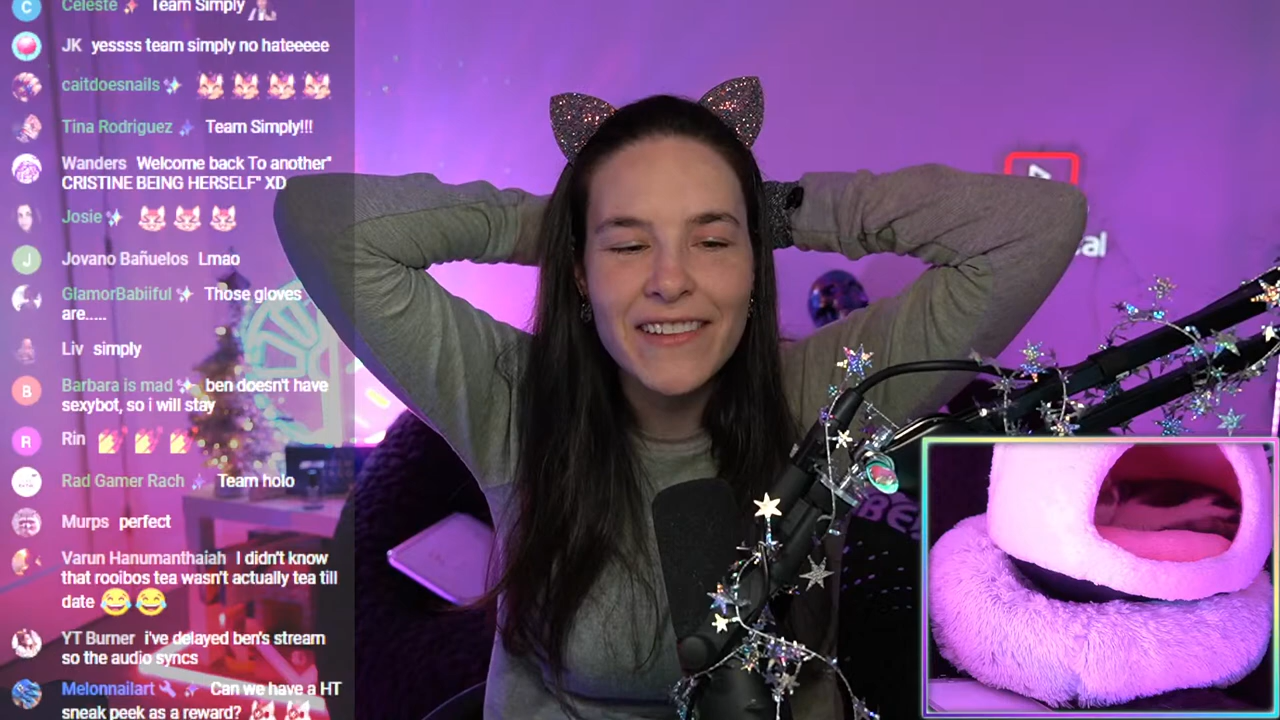 C Celeste Team Simply
JK yessss team simply no hateeeee
caitdoesnails
Tina Rodriguez Team Simply!!!
Wanders Welcome back To another"
CRISTINE BEING HERSELF" XD
Josie
J Jovano Bañuelos Lmao
GlamorBabiiful Those gloves
are.....
Liv simply
B Barbara is mad ben doesn't have
sexybot, so i will stay
R Rin
Rad Gamer Rach Team holo
Murps perfect
Varun Hanumanthaiah I didn't know
that rooibos tea wasn't actually tea till
date
YT Burner i've delayed ben's stream
so the audio syncs
Melonnailart Can we have a HT
sneak peek as a reward?